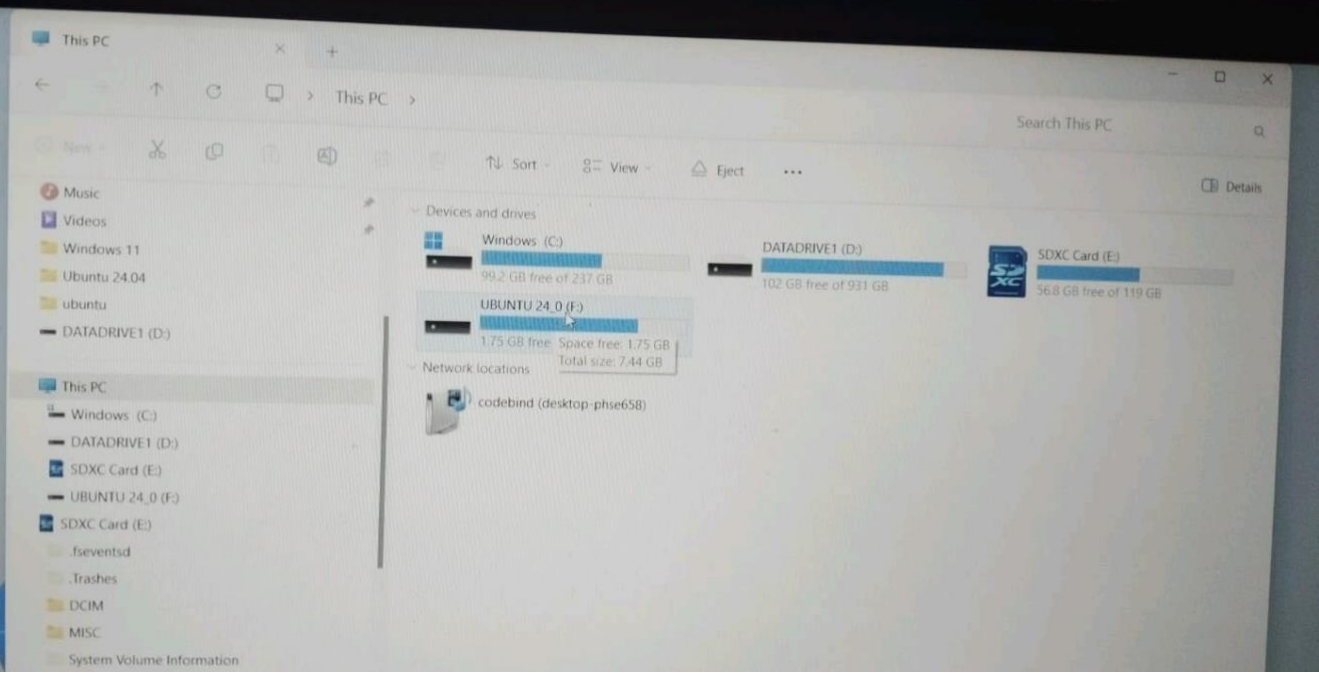 This PC
This PC
Search This PC
New
Sort
View
Eject
Details
Music
Videos
Windows 11
Ubuntu 24.04
ubuntu
DATADRIVE1 (D:)
This PC
Windows (C:)
DATADRIVE1 (D:)
SDXC Card (E:)
UBUNTU 24_0 (F:)
SDXC Card (E:)
.fseventsd
.Trashes
DCIM
MISC
System Volume Information
Devices and drives
Windows (C:)
99.2 GB free of 237 GB
DATADRIVE1 (D:)
102 GB free of 931 GB
SDXC Card (E:)
56.8 GB free of 119 GB
UBUNTU 24_0 (F:)
1.75 GB free
Space free: 1.75 GB
Total size: 7.44 GB
Network locations
codebind (desktop-phse658)